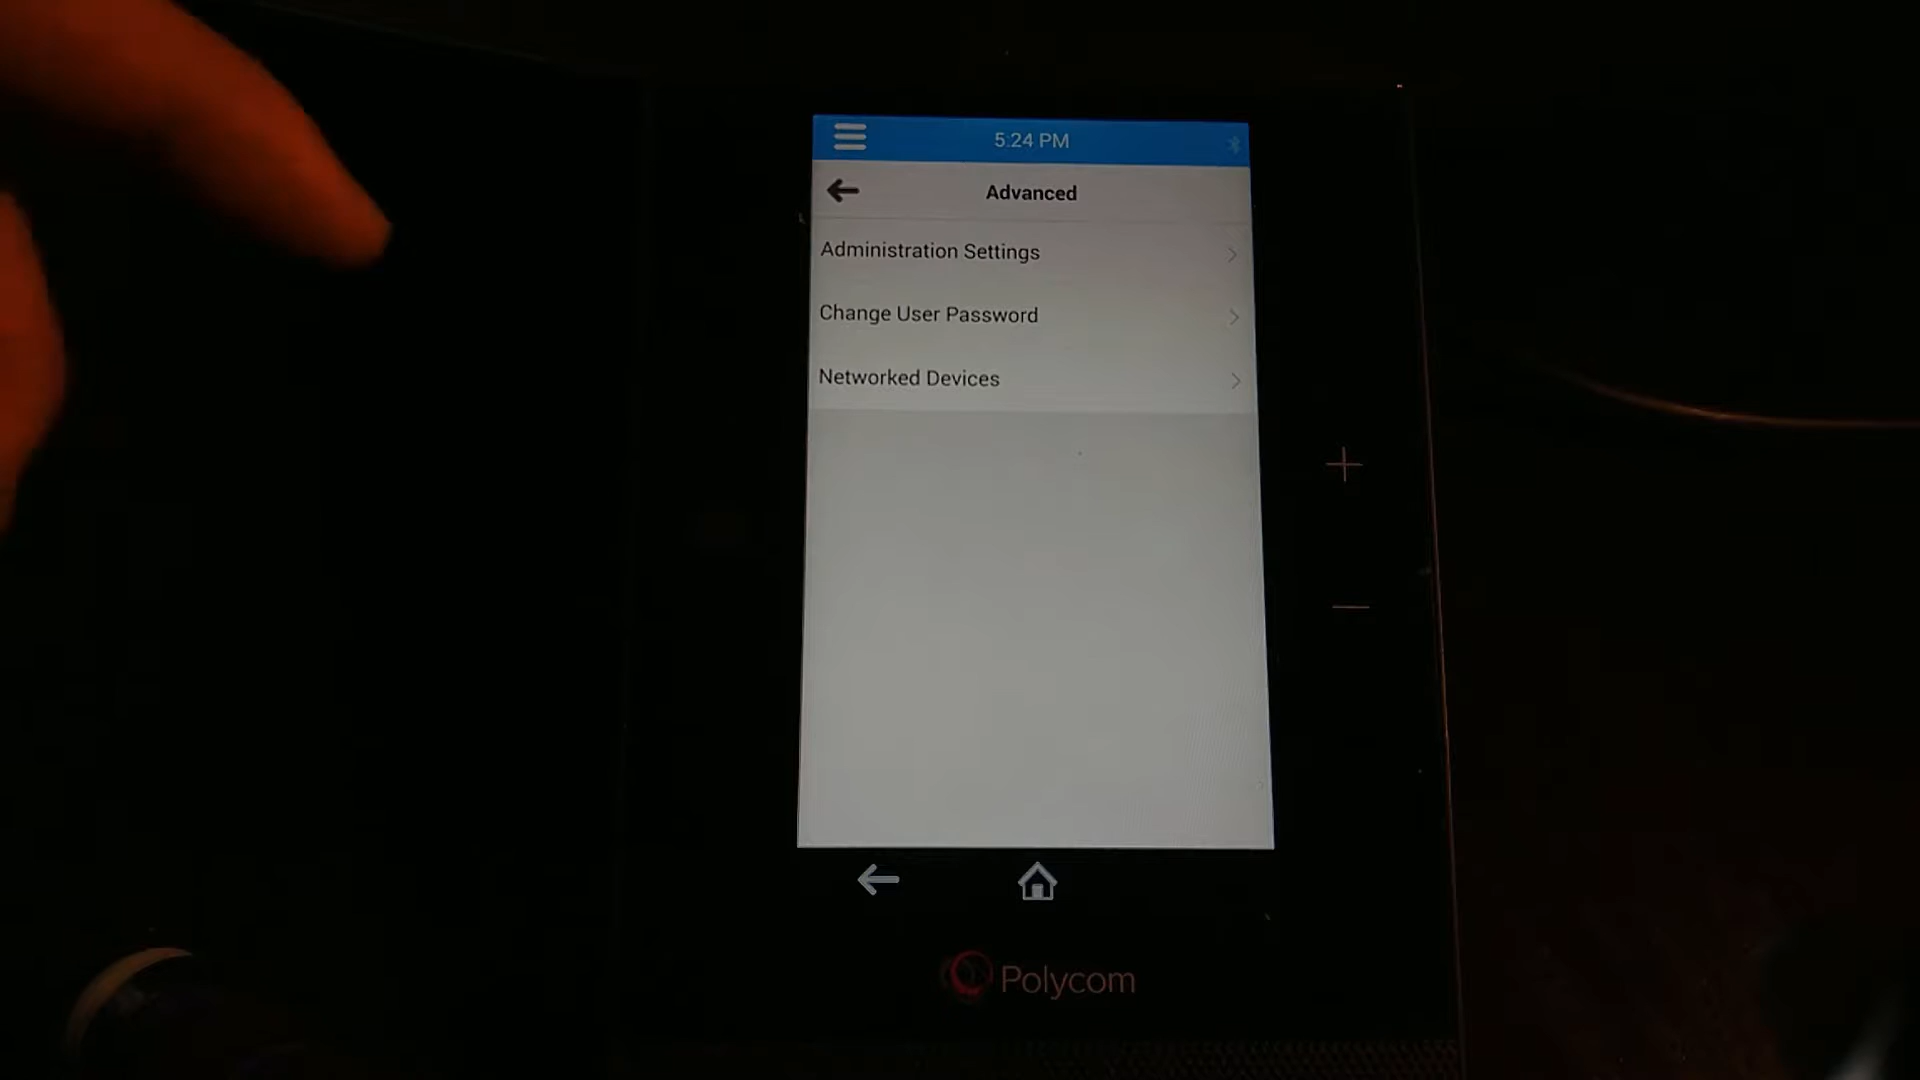 5:24 PM
Advanced
Administration Settings
Change User Password
Networked Devices
Polycom